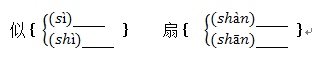 似{ {(sì)____ (shì)____ } 扇{ {(shàn)____ (shān)____ }